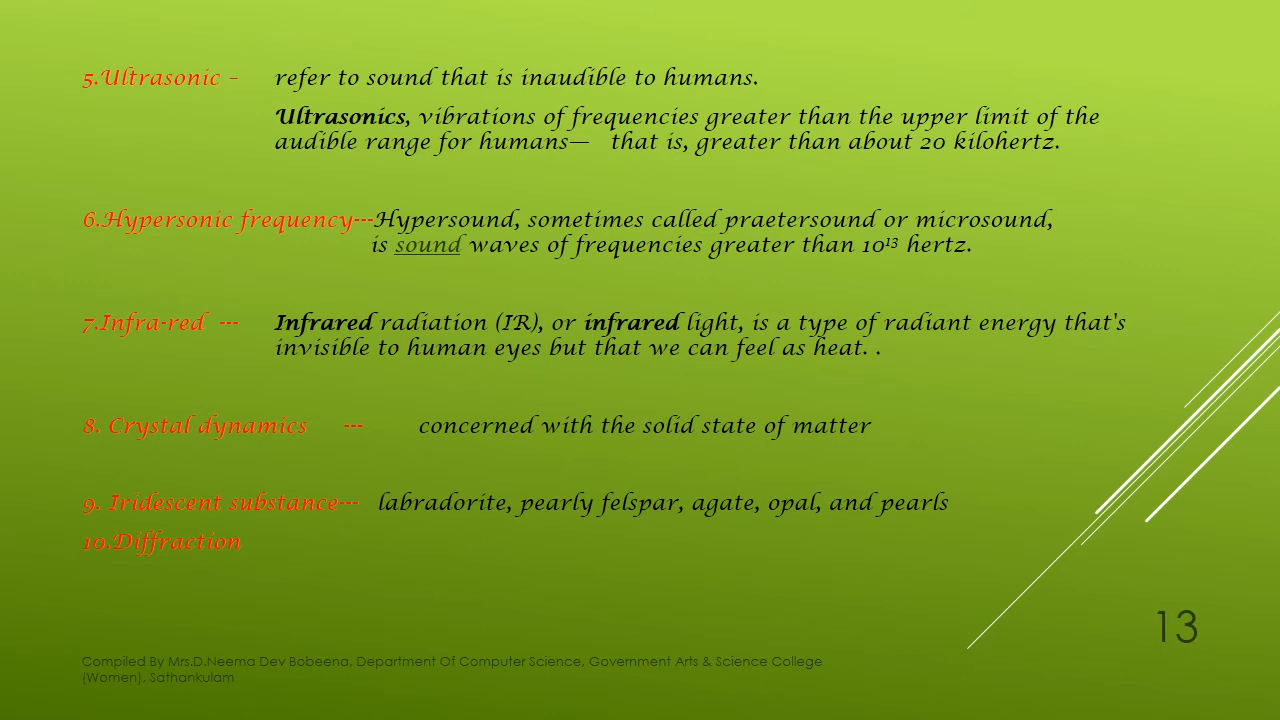 5.Ultrasonic – refer to sound that is inaudible to humans.
Ultrasonics, vibrations of frequencies greater than the upper limit of the
audible range for humans— that is, greater than about 20 kilohertz.
6.Hypersonic frequency---Hypersound, sometimes called praetersound or microsound,
is sound waves of frequencies greater than 10¹³ hertz.
7.Infra-red --- Infrared radiation (IR), or infrared light, is a type of radiant energy that's
invisible to human eyes but that we can feel as heat. .
8. Crystal dynamics --- concerned with the solid state of matter
9. Iridescent substance--- labradorite, pearly felspar, agate, opal, and pearls
10.Diffraction
13
Compiled By Mrs.D.Neema Dev Bobeena, Department Of Computer Science, Government Arts & Science College
(Women), Sathankulam